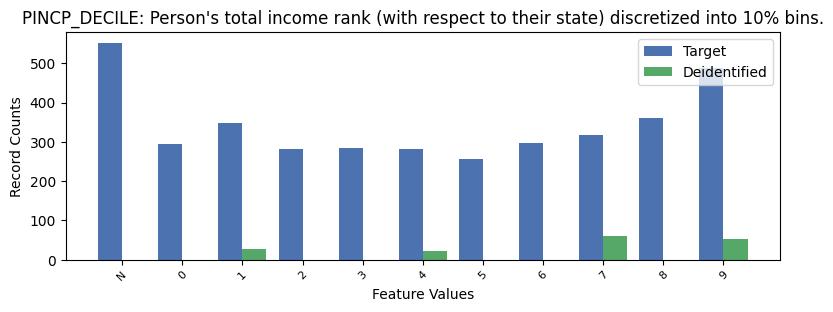 PINCP_DECILE: Person's total income rank (with respect to their state) discretized into 10% bins.
Target
Deidentified
Record Counts
500
400
300
200
100
0
N 0 1 2 3 4 5 6 7 8 9
Feature Values